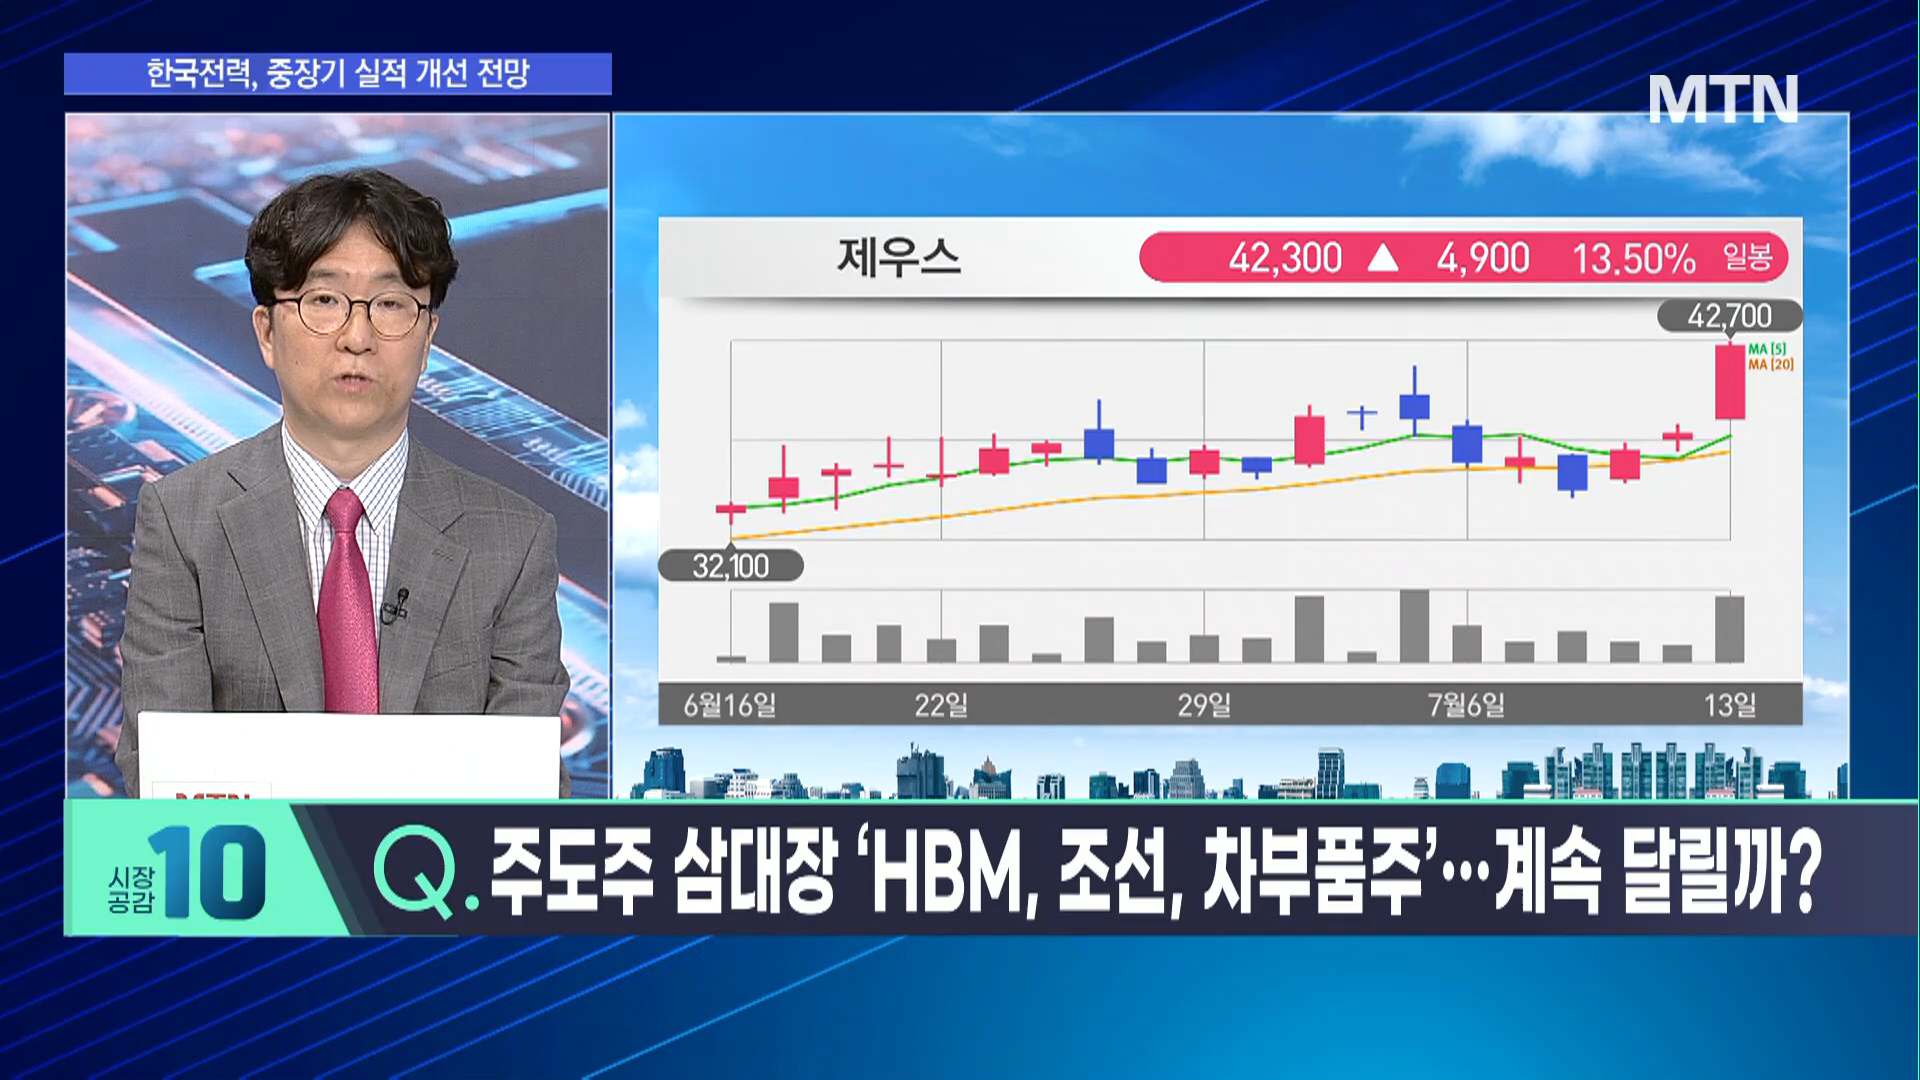 한국전력, 중장기 실적 개선 전망
MTN
제우스
42,300 ▲ 4,900 13.50% 일봉
42,700
MA [5]
MA [20]
32,100
6월16일 22일 29일 7월6일 13일
MTN
시장
공감
10
Q. 주도주 삼대장 ‘HBM, 조선, 차부품주’…계속 달릴까?